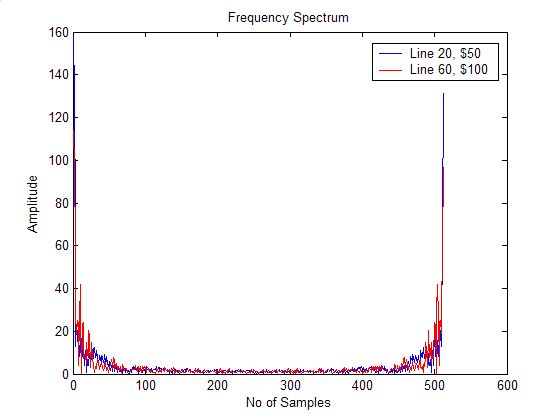 Frequency Spectrum
160
140
120
100
80
60
40
20
0
Amplitude
Line 20, $50
Line 60, $100
0 100 200 300 400 500 600
No of Samples